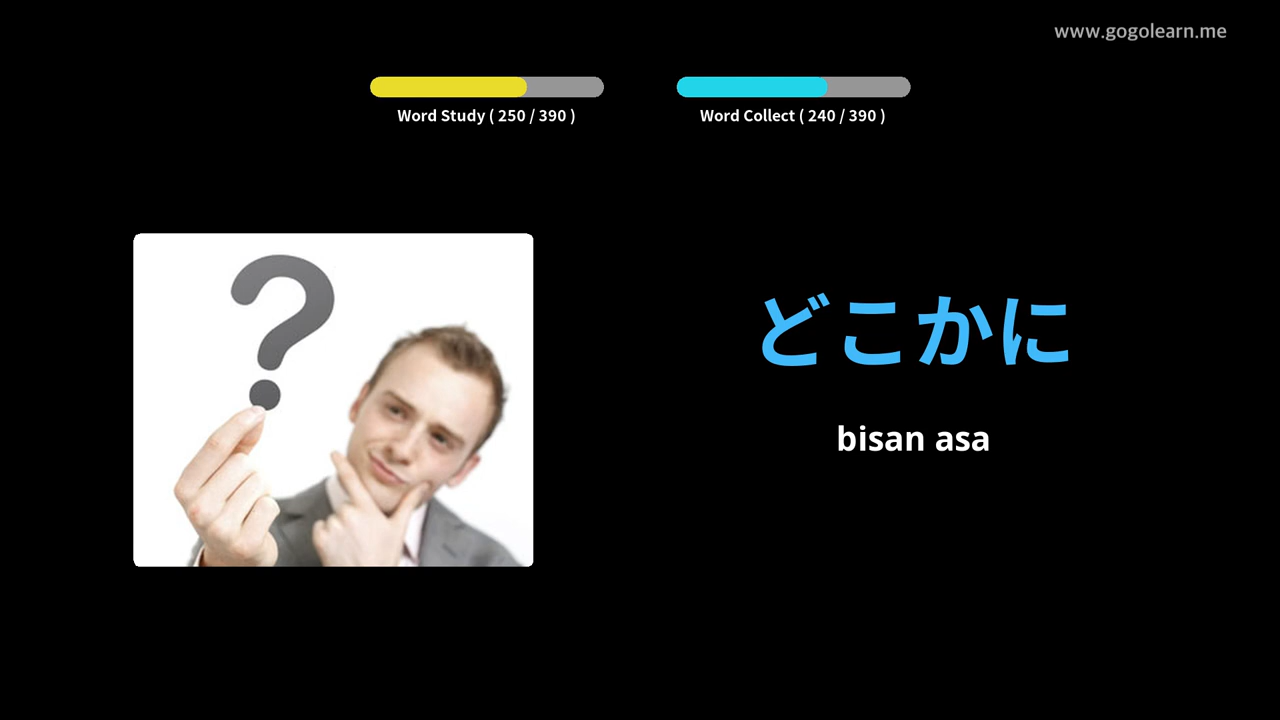 www.gogolearn.me
Word Study ( 250 / 390 )
Word Collect ( 240 / 390 )
?
どこかに
bisan asa